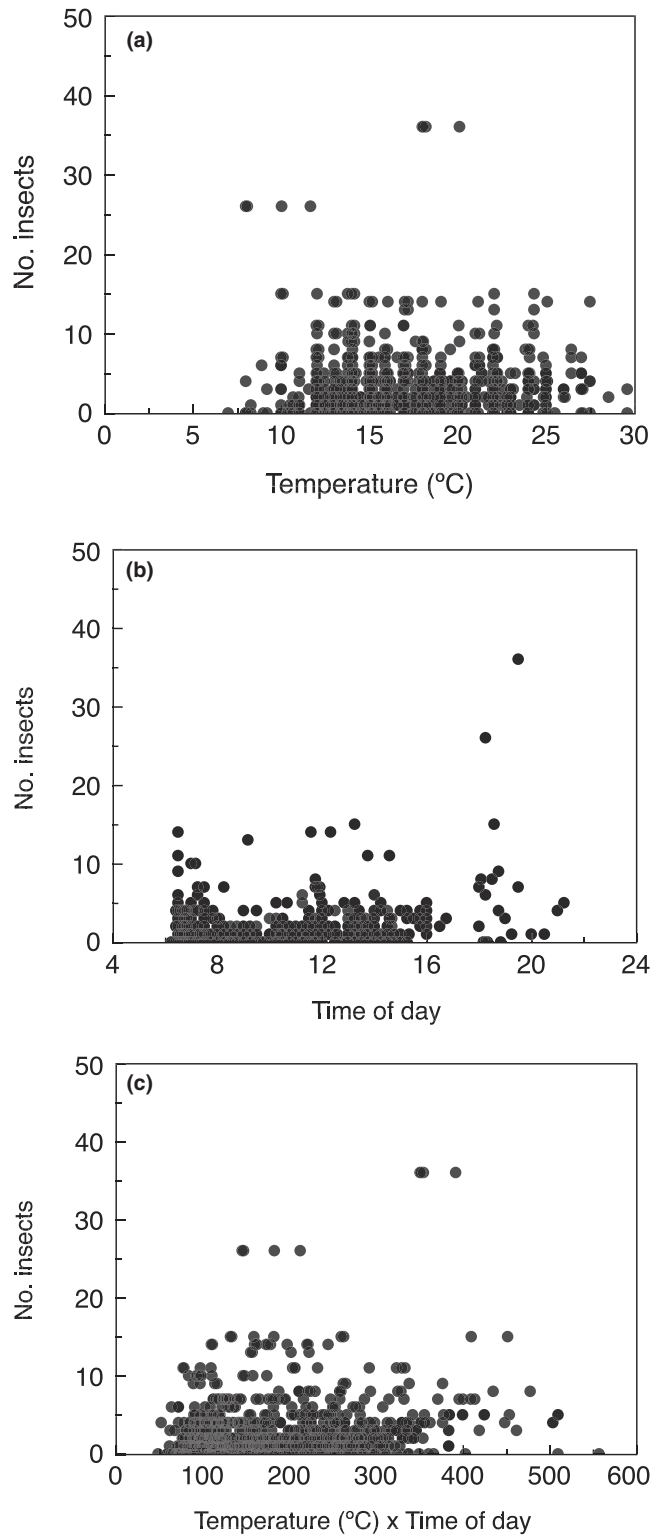 (a)
50
40
30
20
10
0
No. insects
0 5 10 15 20 25 30
Temperature (ºC)
(b)
50
40
30
20
10
0
No. insects
4 8 12 16 20 24
Time of day
(c)
50
40
30
20
10
0
No. insects
0 100 200 300 400 500 600
Temperature (ºC) x Time of day